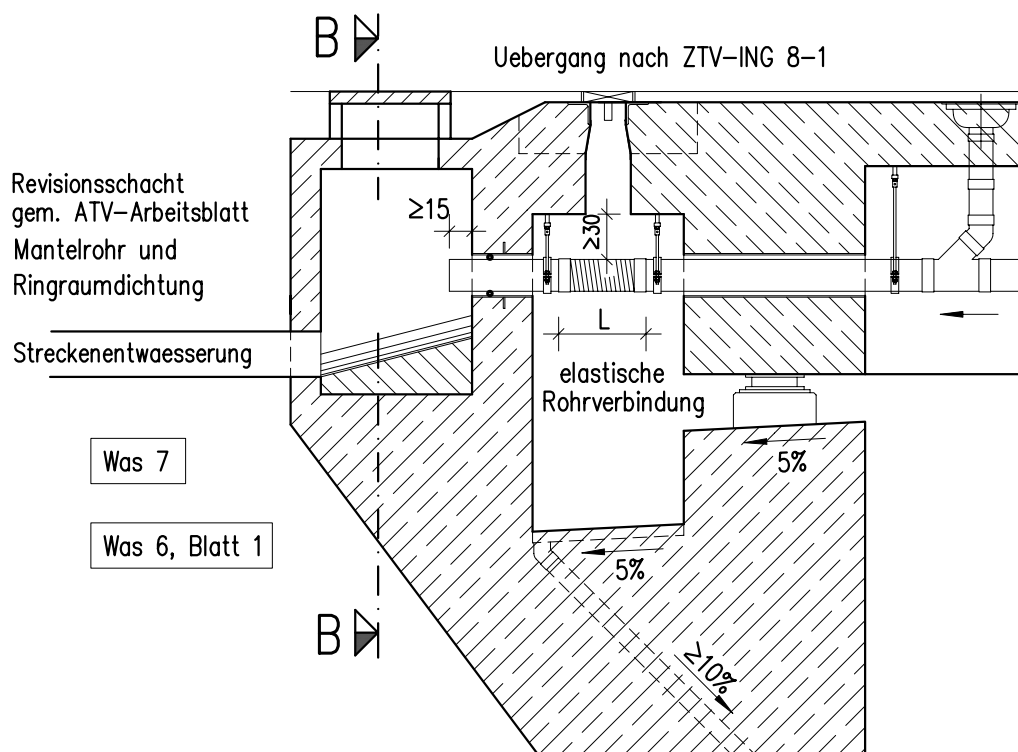 B
Uebergang nach ZTV-ING 8-1
Revisionsschacht
gem. ATV-Arbeitsblatt
Mantelrohr und
Ringraumdichtung
≥15
≥30
L
Streckenentwaesserung
elastische
Rohrverbindung
5%
Was 7
Was 6, Blatt 1
5%
B
≥10%